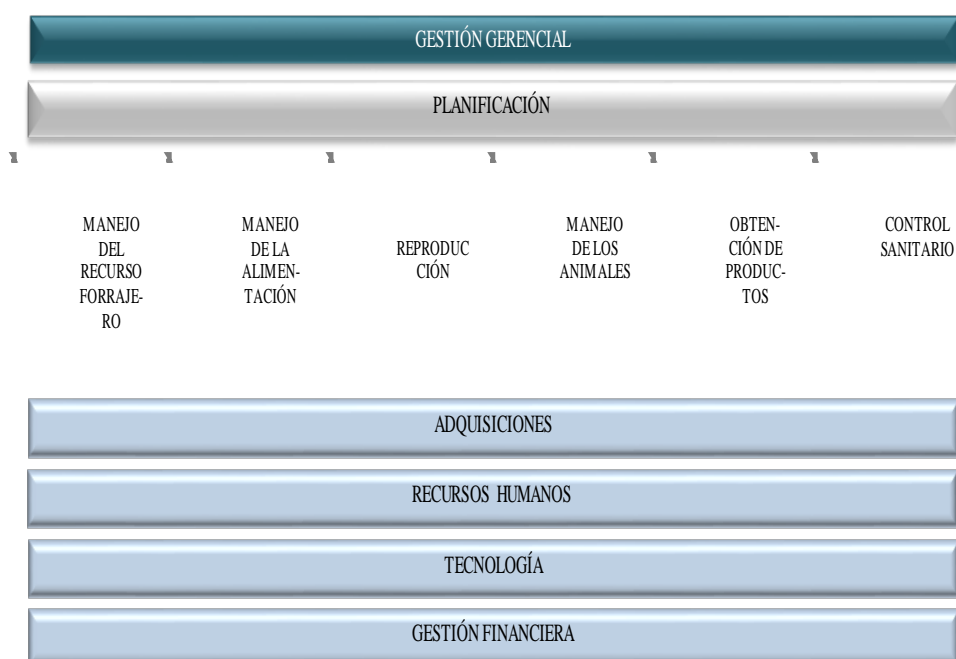 GESTIÓN GERENCIAL
PLANIFICACIÓN
MANEJO
DEL
RECURSO
FORRAJE-
RO
MANEJO
DE LA
ALIMEN-
TACIÓN
REPRODUC
CIÓN
MANEJO
DE LOS
ANIMALES
OBTEN-
CIÓN DE
PRODUC-
TOS
CONTROL
SANITARIO
ADQUISICIONES
RECURSOS HUMANOS
TECNOLOGÍA
GESTIÓN FINANCIERA